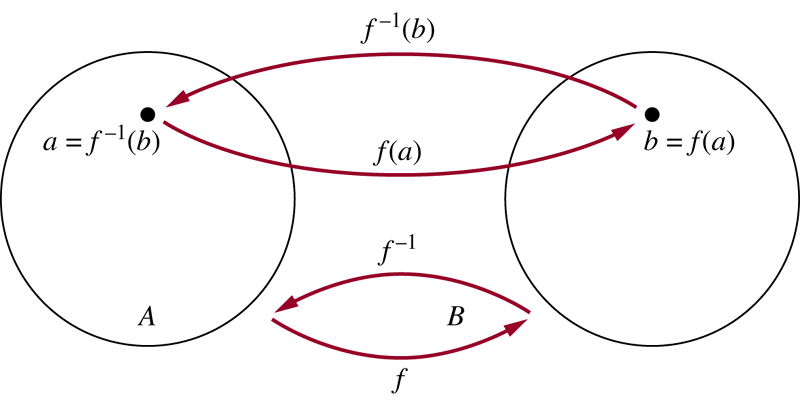 f⁻¹(b)
a = f⁻¹(b)
f(a)
b = f(a)
f⁻¹
A
B
f